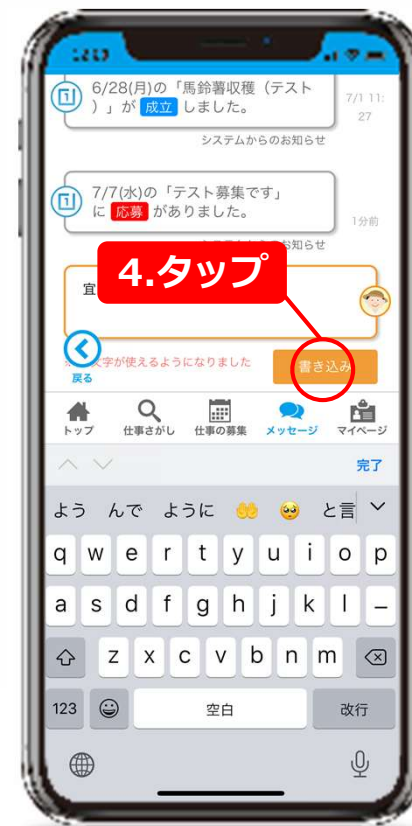 6/28(月)の「馬鈴薯収穫（テスト
）」が 成立 しました。
7/1 11:
27
システムからのお知らせ
7/7(水)の「テスト募集です」
に 応募 がありました。
1分前
4.タップ
宜
文字が使えるようになりました
書き込み
戻る
トップ 仕事さがし 仕事の募集 メッセージ マイページ
完了
よう んで ように と言
q w e r t y u i o p
a s d f g h j k l –
z x c v b n m
123 空白 改行